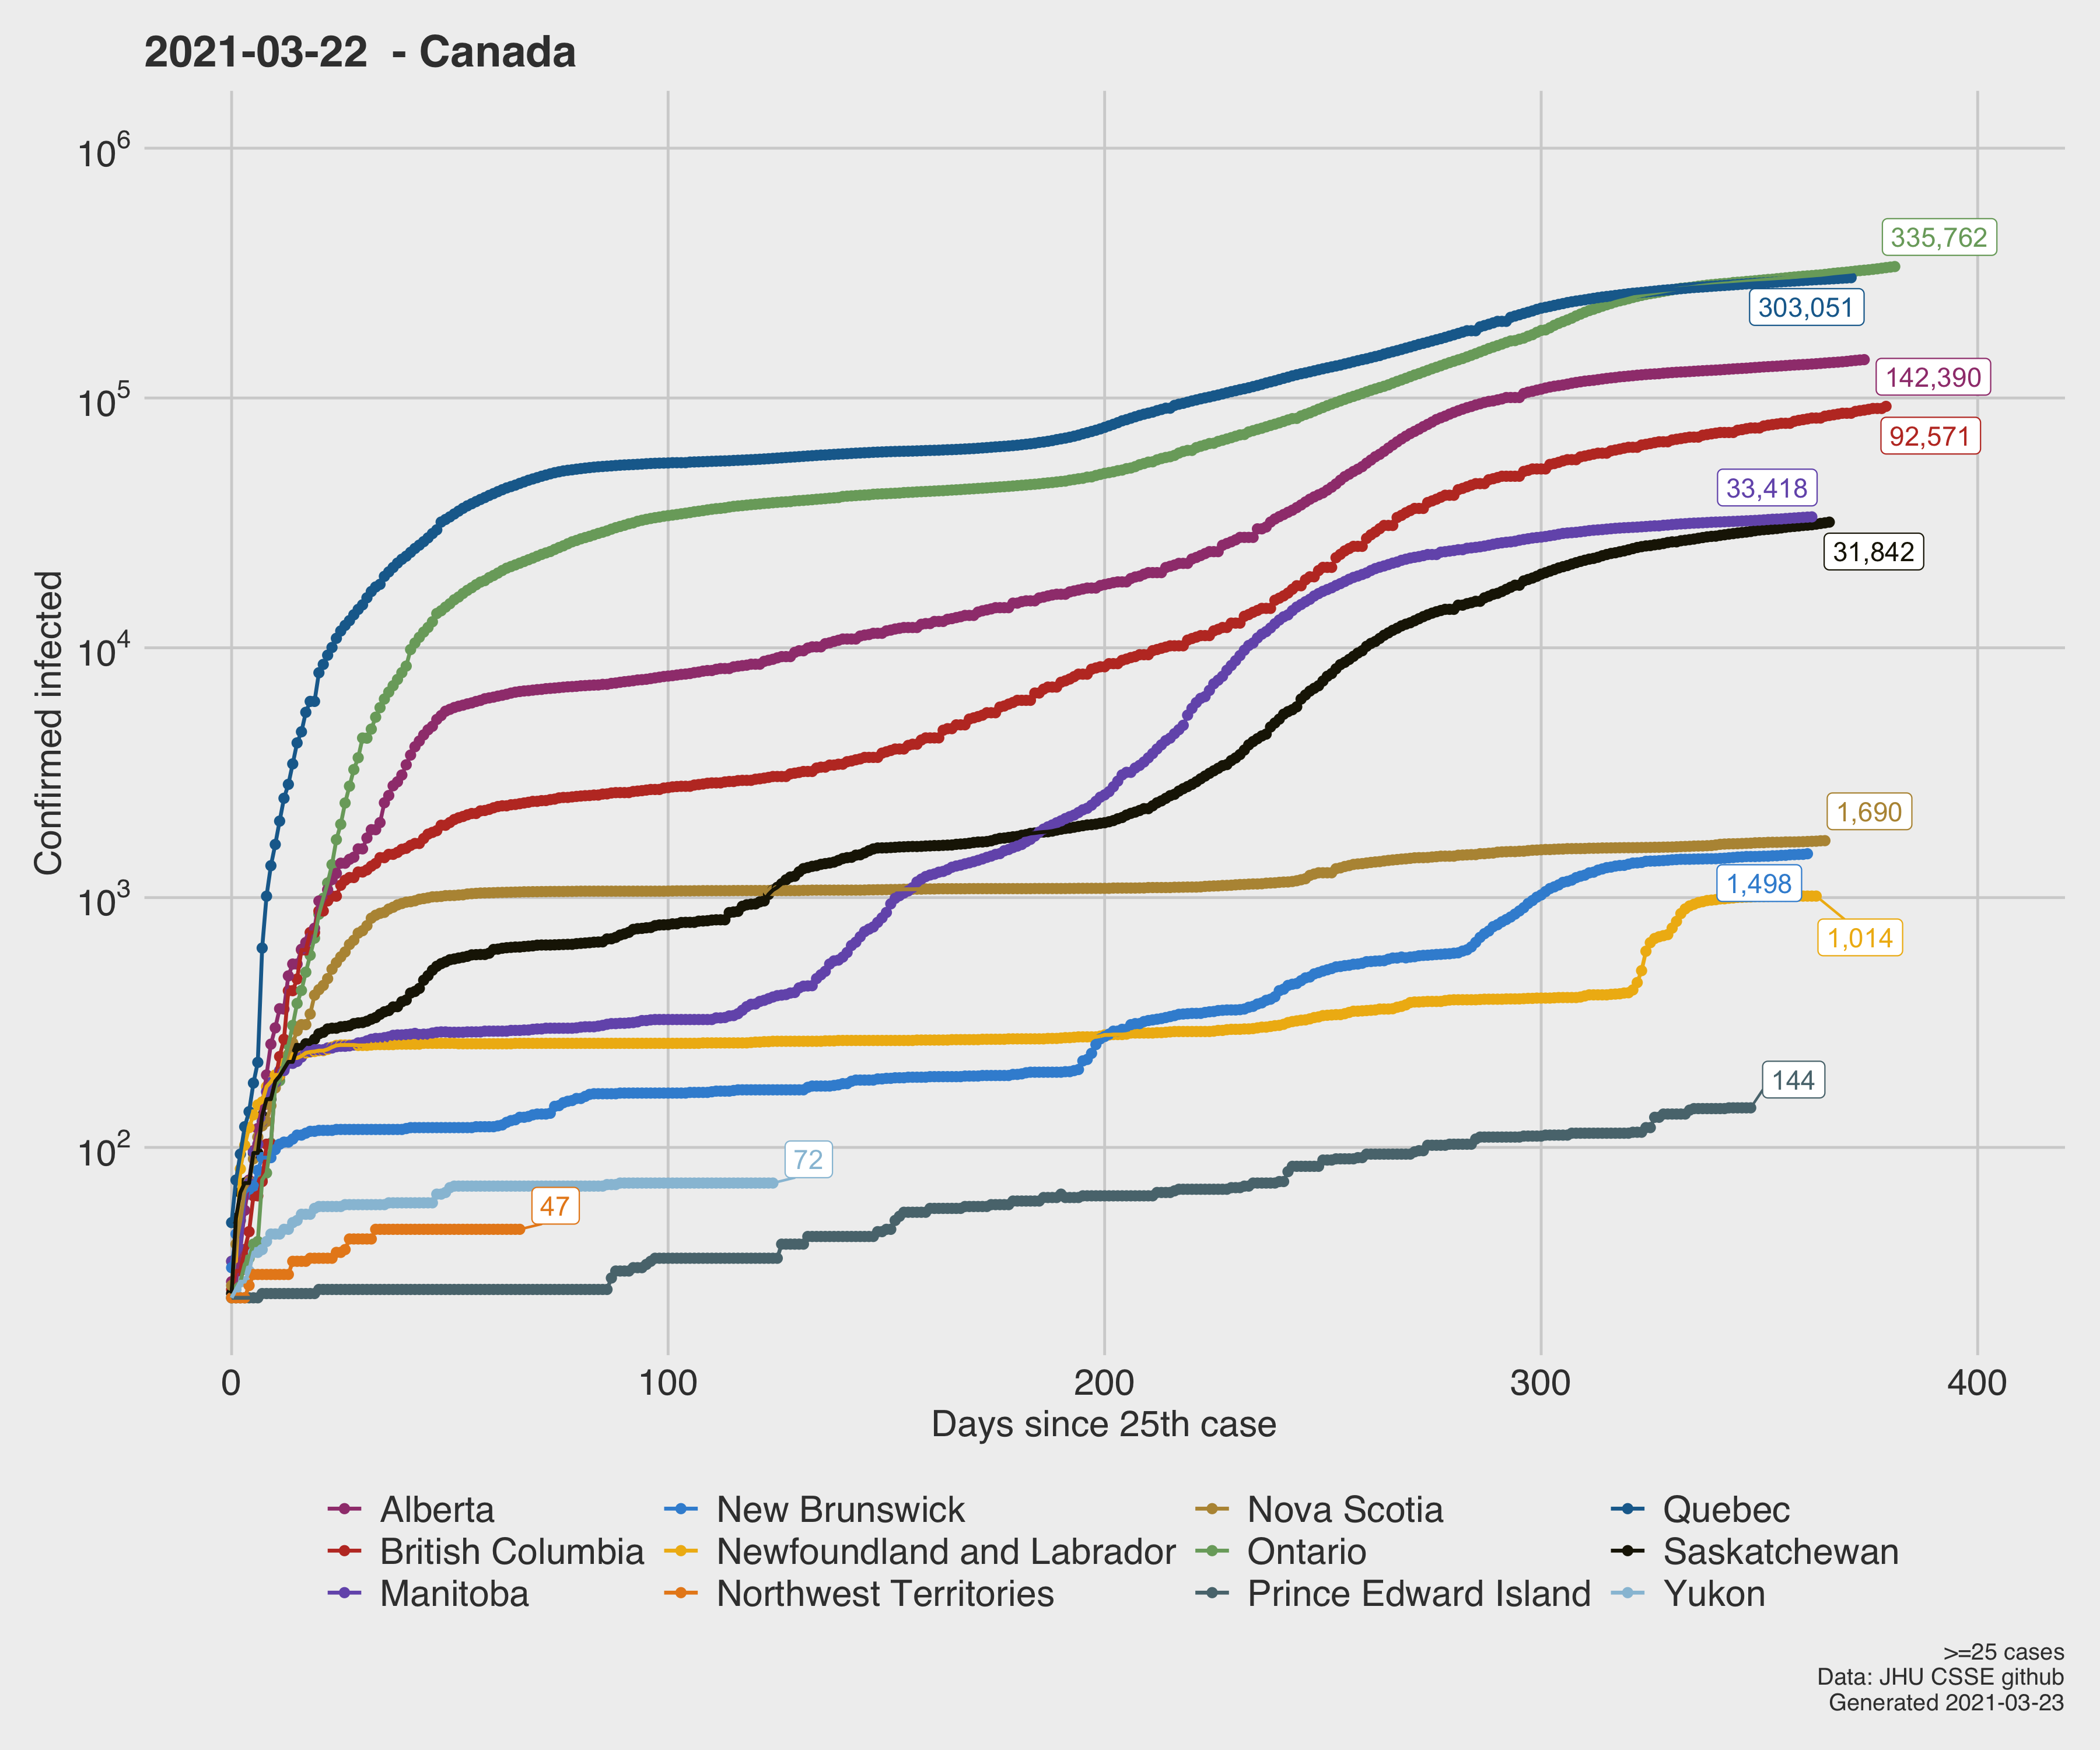 2021-03-22  - Canada
10^6
10^5
10^4
10^3
10^2
Confirmed infected
335,762
303,051
142,390
92,571
33,418
31,842
1,690
1,498
1,014
144
72
47
0 100 200 300 400
Days since 25th case
Alberta New Brunswick Nova Scotia Quebec
British Columbia Newfoundland and Labrador Ontario Saskatchewan
Manitoba Northwest Territories Prince Edward Island Yukon
>=25 cases
Data: JHU CSSE github
Generated 2021-03-23